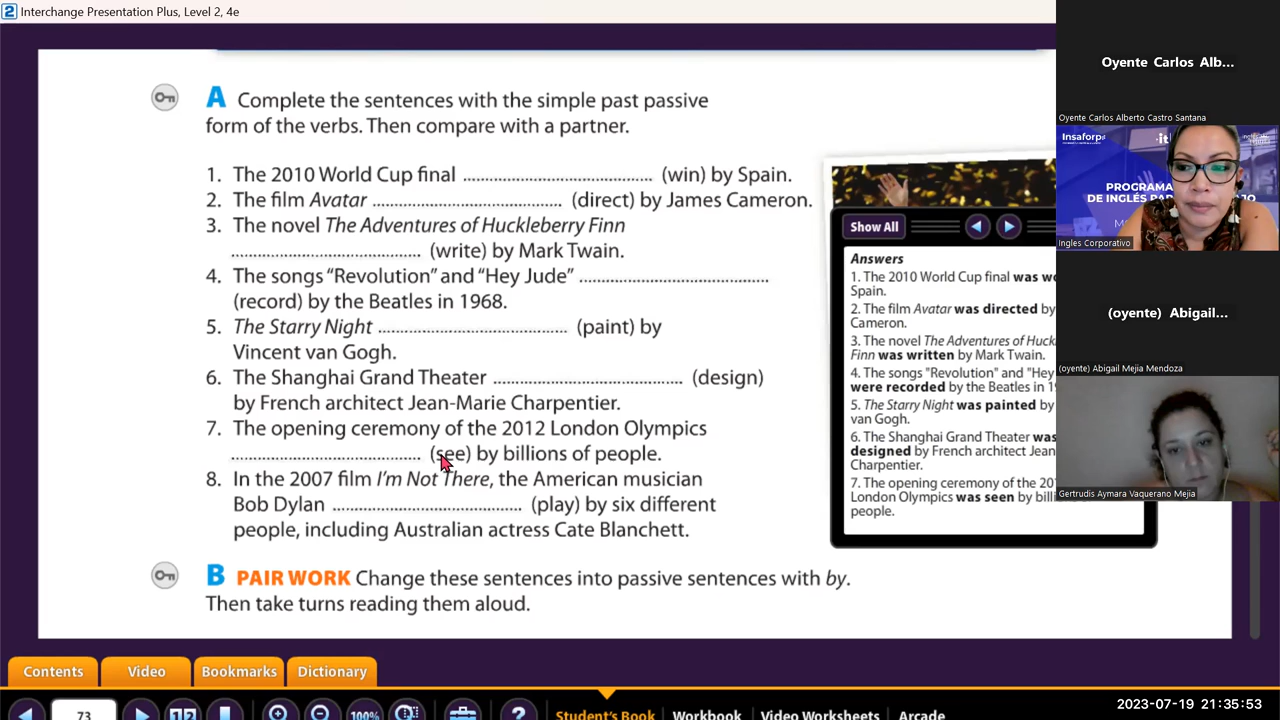 Interchange Presentation Plus, Level 2, 4e
A Complete the sentences with the simple past passive
form of the verbs. Then compare with a partner.
1. The 2010 World Cup final ........................................ (win) by Spain.
2. The film Avatar ........................................ (direct) by James Cameron.
3. The novel The Adventures of Huckleberry Finn
........................................ (write) by Mark Twain.
4. The songs “Revolution” and “Hey Jude” ........................................
(record) by the Beatles in 1968.
5. The Starry Night ........................................ (paint) by
Vincent van Gogh.
6. The Shanghai Grand Theater ........................................ (design)
by French architect Jean-Marie Charpentier.
7. The opening ceremony of the 2012 London Olympics
........................................ (see) by billions of people.
8. In the 2007 film I’m Not There, the American musician
Bob Dylan ........................................ (play) by six different
people, including Australian actress Cate Blanchett.
B PAIR WORK Change these sentences into passive sentences with by.
Then take turns reading them aloud.
Show All
Answers
1. The 2010 World Cup final was
Spain.
2. The film Avatar was directed by
Cameron.
3. The novel The Adventures of
Finn was written by Mark Twain.
4. The songs "Revolution" and "Hey
were recorded by the Beatles in
5. The Starry Night was painted by
van Gogh.
6. The Shanghai Grand Theater was
designed by French architect
Charpentier.
7. The opening ceremony of the
London Olympics was seen by
people.
Oyente Carlos Alb...
Oyente Carlos Alberto Castro Santana
Insaforp
PROGRAMA
DE INGLÉS
Ingles Corporativo
(oyente) Abigail...
(oyente) Abigail Mejia Mendoza
Gertrudis Aymara Vaquerano Mejia
Contents
Video
Bookmarks
Dictionary
73
1 2
100%
?
Student's Book
Workbook
Video Worksheets
Arcade
2023-07-19 21:35:53